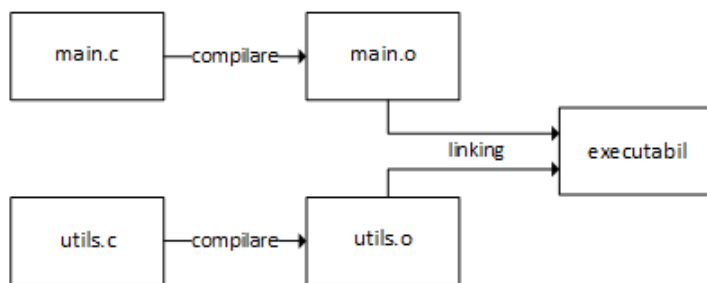 main.c
compilare
main.o
linking
executabil
utils.c
compilare
utils.o